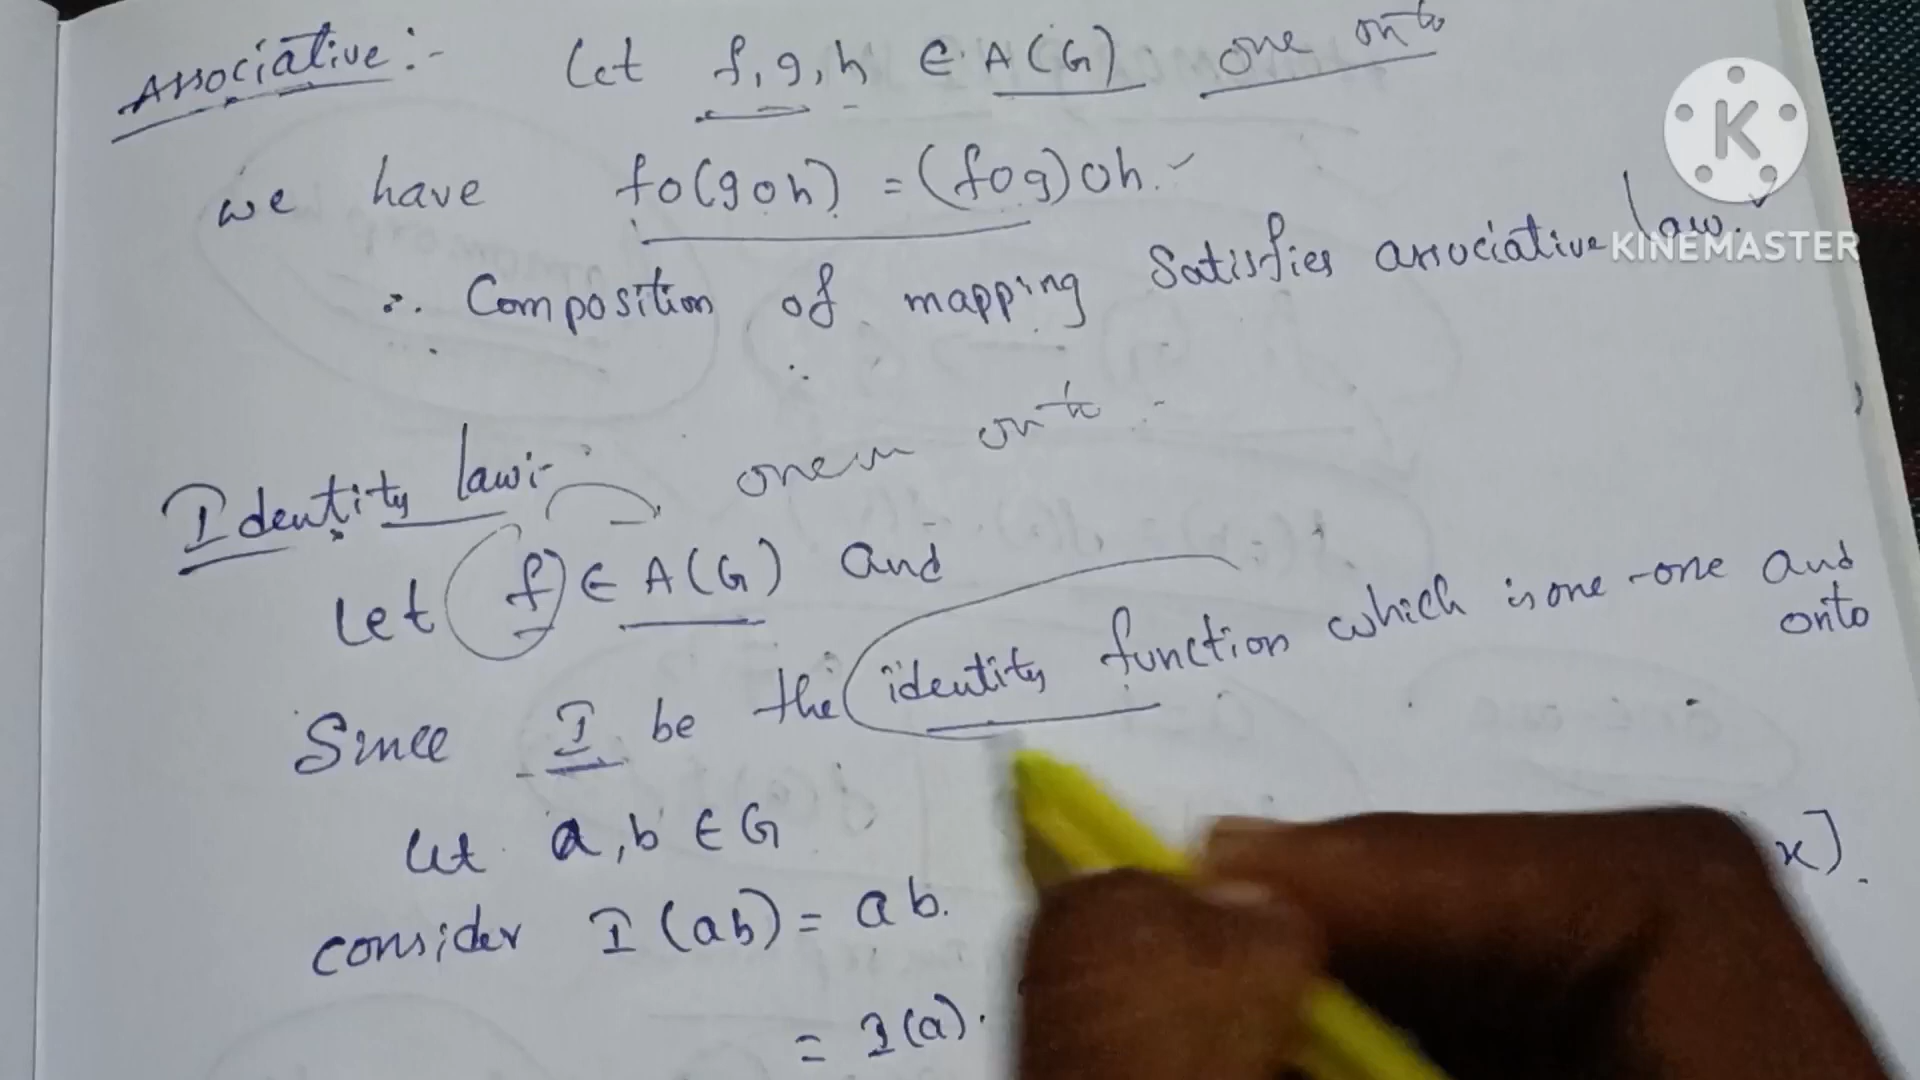 Associative:- Let f, g, h ∈ A(G) one onto
we have fo(goh) = (fog)oh.
∴ Composition of mapping Satisfies associative law.
K
KINEMASTER
Identity law:- one onto
Let f ∈ A(G) and
Since I be the identity function which is one-one and onto
Let a, b ∈ G
x].
consider I(ab) = ab.
= I(a).